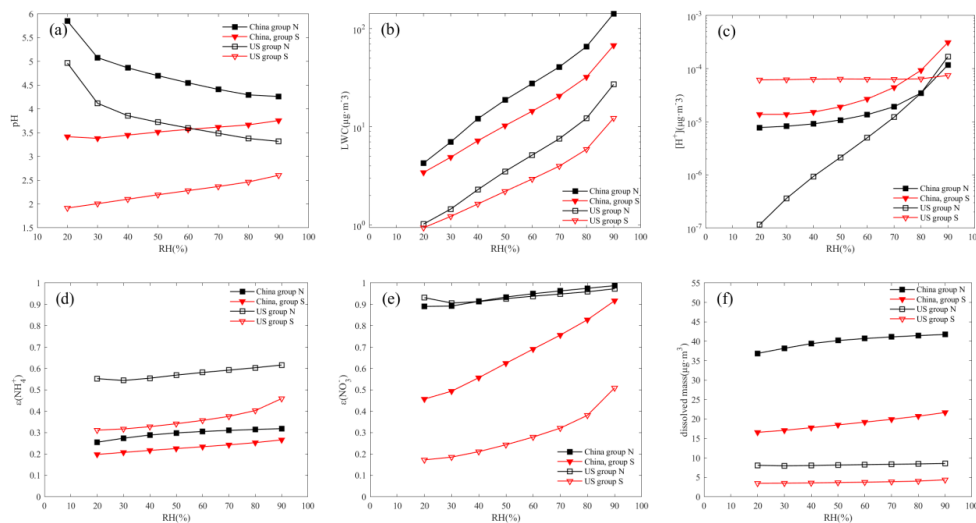 (a)
China group N
China, group S
US group N
US group S
6
5.5
5
4.5
4
3.5
3
2.5
2
1.5
pH
10 20 30 40 50 60 70 80 90 100
RH(%)
(b)
10²
10¹
10⁰
LWC(μg·m⁻³)
China group N
China, group S
US group N
US group S
10 20 30 40 50 60 70 80 90 100
RH(%)
(c)
10⁻³
10⁻⁴
10⁻⁵
10⁻⁶
10⁻⁷
[H⁺](μg·m⁻³)
China group N
China, group S
US group N
US group S
10 20 30 40 50 60 70 80 90 100
RH(%)
(d)
China group N
China, group S
US group N
US group S
1
0.9
0.8
0.7
0.6
0.5
0.4
0.3
0.2
0.1
0
ε(NH₄⁺)
10 20 30 40 50 60 70 80 90 100
RH(%)
(e)
1
0.9
0.8
0.7
0.6
0.5
0.4
0.3
0.2
0.1
0
ε(NO₃⁻)
China group N
China, group S
US group N
US group S
10 20 30 40 50 60 70 80 90 100
RH(%)
(f)
China group N
China, group S
US group N
US group S
55
50
45
40
35
30
25
20
15
10
5
0
dissolved mass(μg·m³)
10 20 30 40 50 60 70 80 90 100
RH(%)